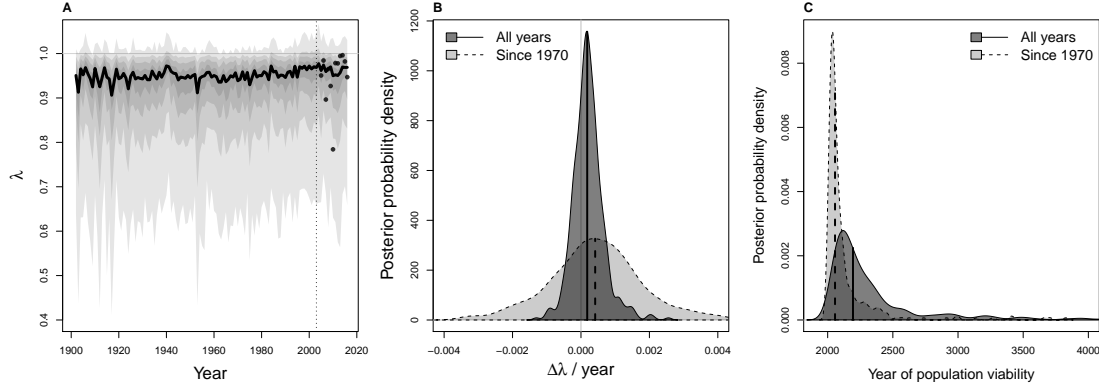 A
λ
0.4 0.5 0.6 0.7 0.8 0.9 1.0
1900 1920 1940 1960 1980 2000 2020
Year
B
All years
Since 1970
Posterior probability density
0 200 400 600 800 1000 1200
−0.004 −0.002 0.000 0.002 0.004
Δλ / year
C
All years
Since 1970
Posterior probability density
0.000 0.002 0.004 0.006 0.008
2000 2500 3000 3500 4000
Year of population viability